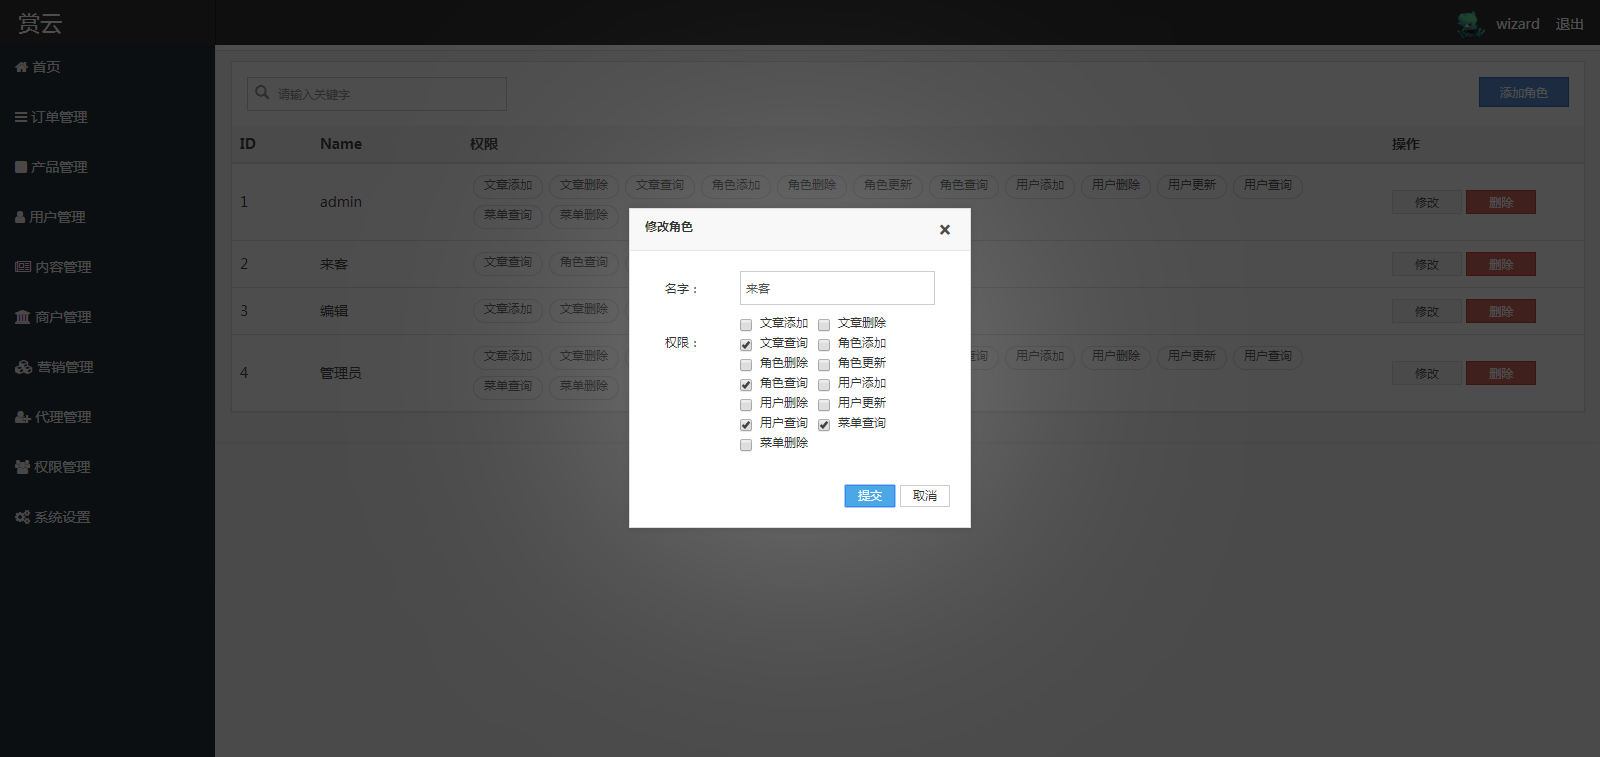 赏云
wizard 退出
首页
订单管理
产品管理
用户管理
内容管理
商户管理
营销管理
代理管理
权限管理
系统设置
请输入关键字
添加角色
ID Name 权限 操作
1 admin 文章添加 文章删除 文章查询 角色添加 角色删除 角色更新 角色查询 用户添加 用户删除 用户更新 用户查询 修改 删除
菜单查询 菜单删除
2 来客 文章查询 角色查询 修改 删除
3 编辑 文章添加 文章删除 修改 删除
4 管理员 文章添加 文章删除 用户添加 用户删除 用户更新 用户查询 修改 删除
菜单查询 菜单删除
修改角色
名字： 来客
权限：
文章添加 文章删除
文章查询 角色添加
角色删除 角色更新
角色查询 用户添加
用户删除 用户更新
用户查询 菜单查询
菜单删除
提交 取消